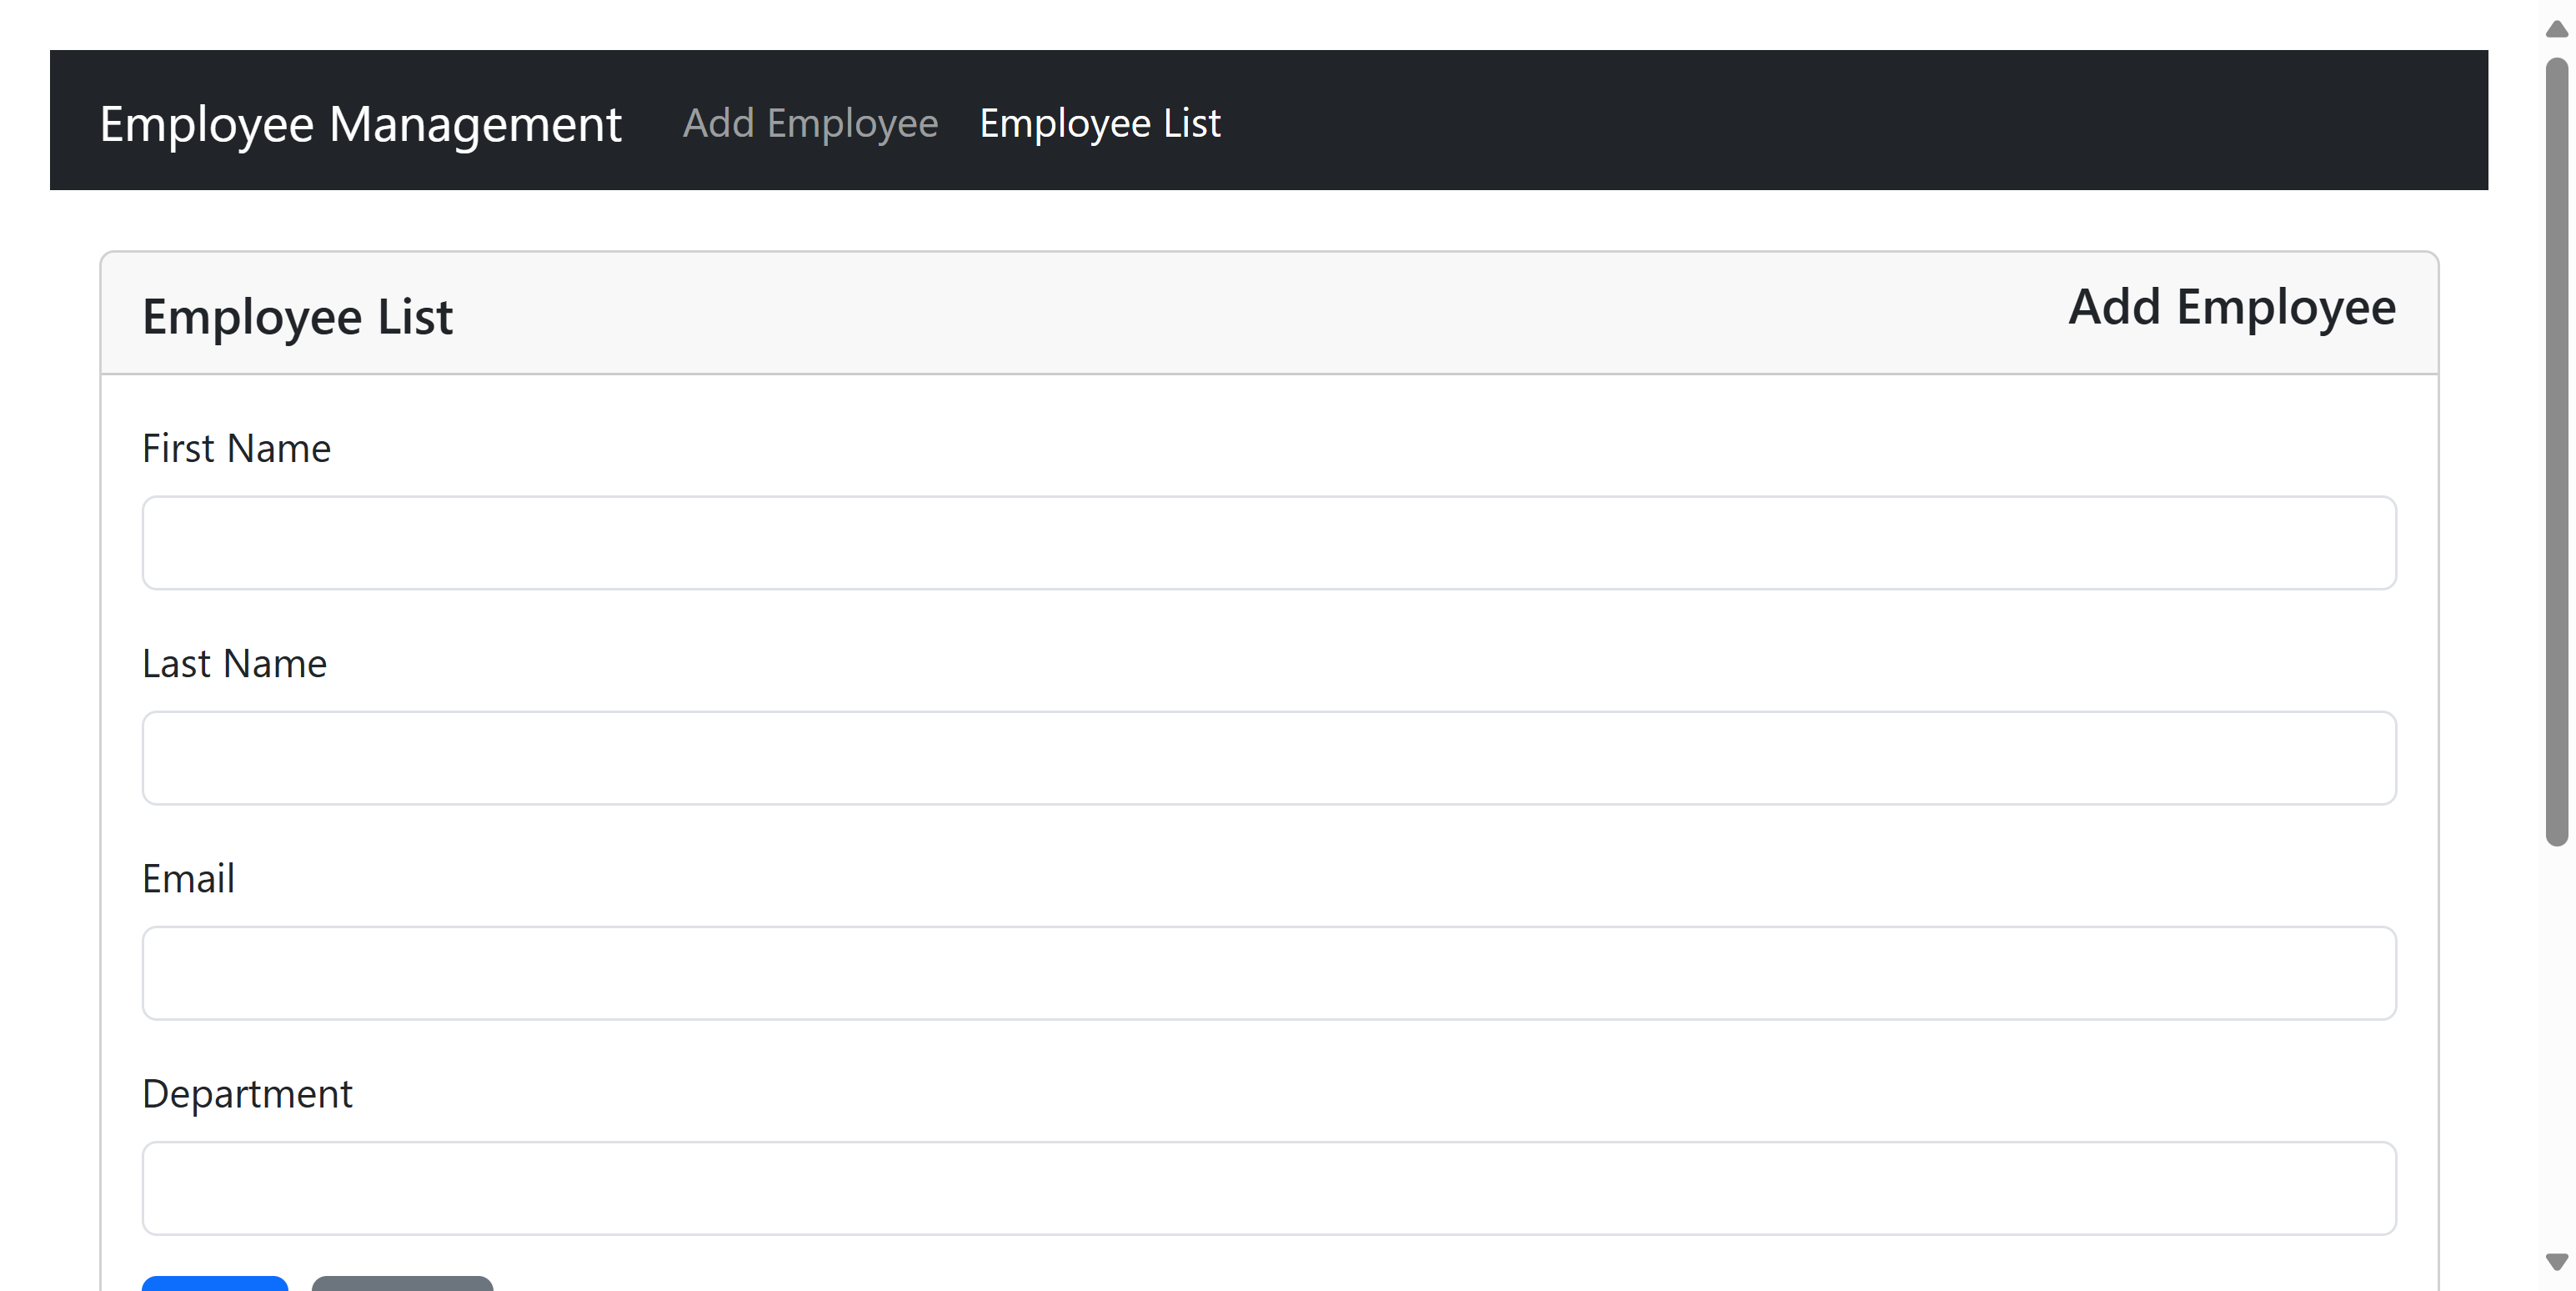 Employee Management Add Employee Employee List
Employee List Add Employee
First Name
Last Name
Email
Department